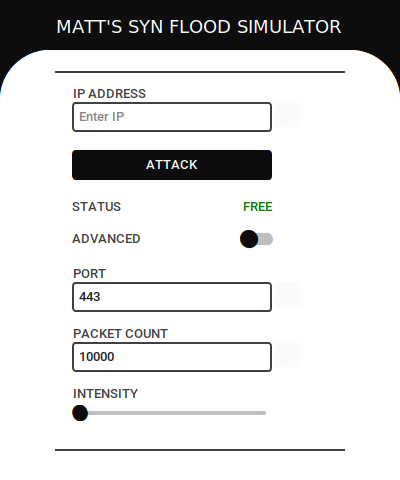 MATT'S SYN FLOOD SIMULATOR
IP ADDRESS
Enter IP
ATTACK
STATUS FREE
ADVANCED
PORT
443
PACKET COUNT
10000
INTENSITY